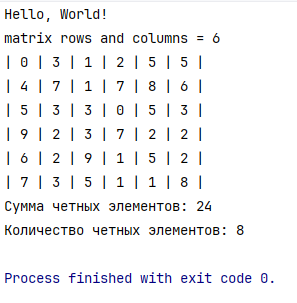 Hello, World!
matrix rows and columns = 6
| 0 | 3 | 1 | 2 | 5 | 5 |
| 4 | 7 | 1 | 7 | 8 | 6 |
| 5 | 3 | 3 | 0 | 5 | 3 |
| 9 | 2 | 3 | 7 | 2 | 2 |
| 6 | 2 | 9 | 1 | 5 | 2 |
| 7 | 3 | 5 | 1 | 1 | 8 |
Сумма четных элементов: 24
Количество четных элементов: 8
Process finished with exit code 0.